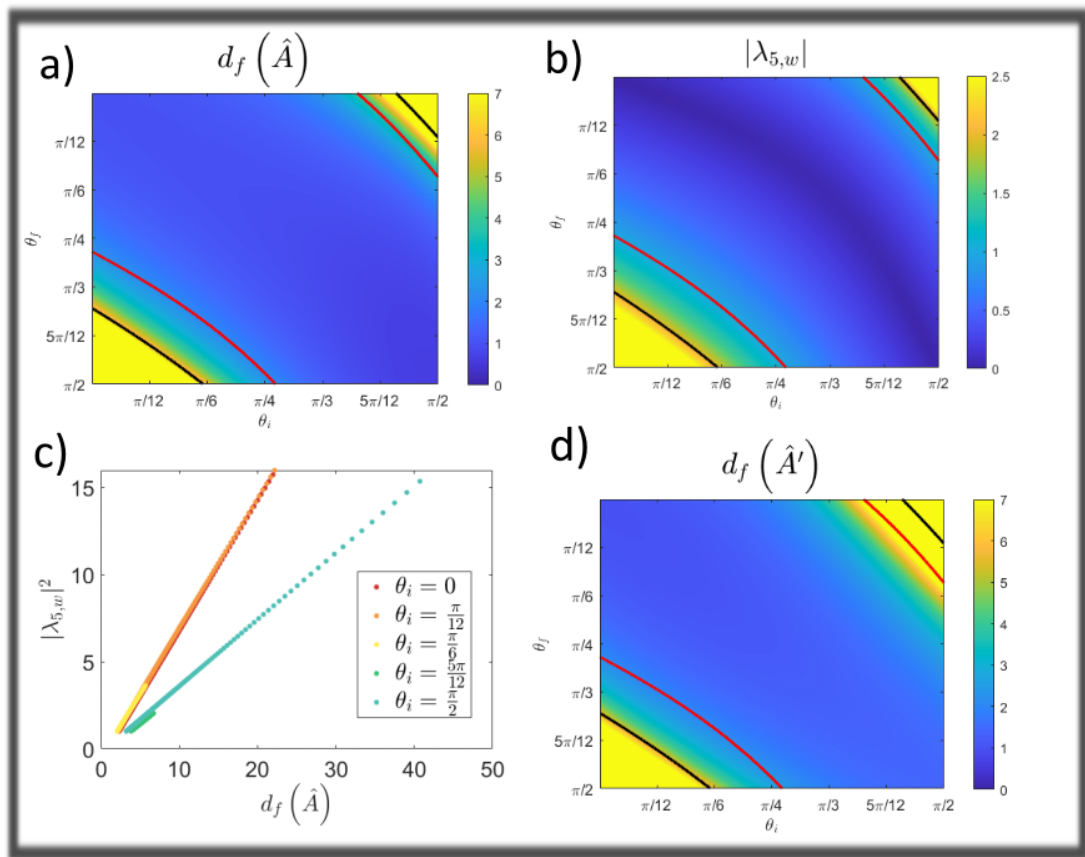 a)
d_f (Â)
π/12
π/6
π/4
π/3
5π/12
π/2
θ_f
π/12
π/6
π/4
π/3
5π/12
π/2
θ_i
7
6
5
4
3
2
1
0
b)
|λ_{5,w}|
π/12
π/6
π/4
π/3
5π/12
π/2
θ_f
π/12
π/6
π/4
π/3
5π/12
π/2
θ_i
2.5
2
1.5
1
0.5
0
c)
|λ_{5,w}|²
15
10
5
0
0
10
20
30
40
50
d_f (Â)
θ_i = 0
θ_i = π/12
θ_i = π/6
θ_i = 5π/12
θ_i = π/2
d)
d_f (Â′)
π/12
π/6
π/4
π/3
5π/12
π/2
θ_f
π/12
π/6
π/4
π/3
5π/12
π/2
θ_i
7
6
5
4
3
2
1
0